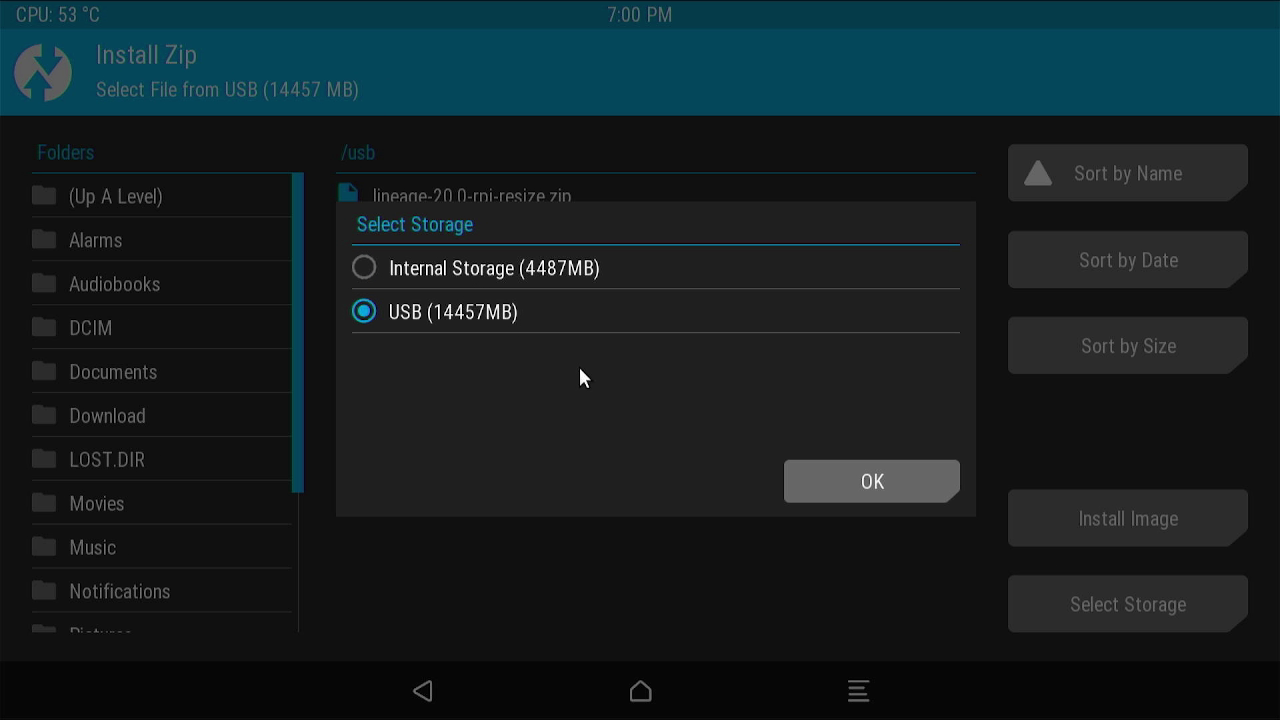 CPU: 53 °C
7:00 PM
Install Zip
Select File from USB (14457 MB)
Folders
(Up A Level)
Alarms
Audiobooks
DCIM
Documents
Download
LOST.DIR
Movies
Music
Notifications
Pictures
/usb
lineage-20.0-rpi-resize.zip
Select Storage
Internal Storage (4487MB)
USB (14457MB)
OK
Sort by Name
Sort by Date
Sort by Size
Install Image
Select Storage